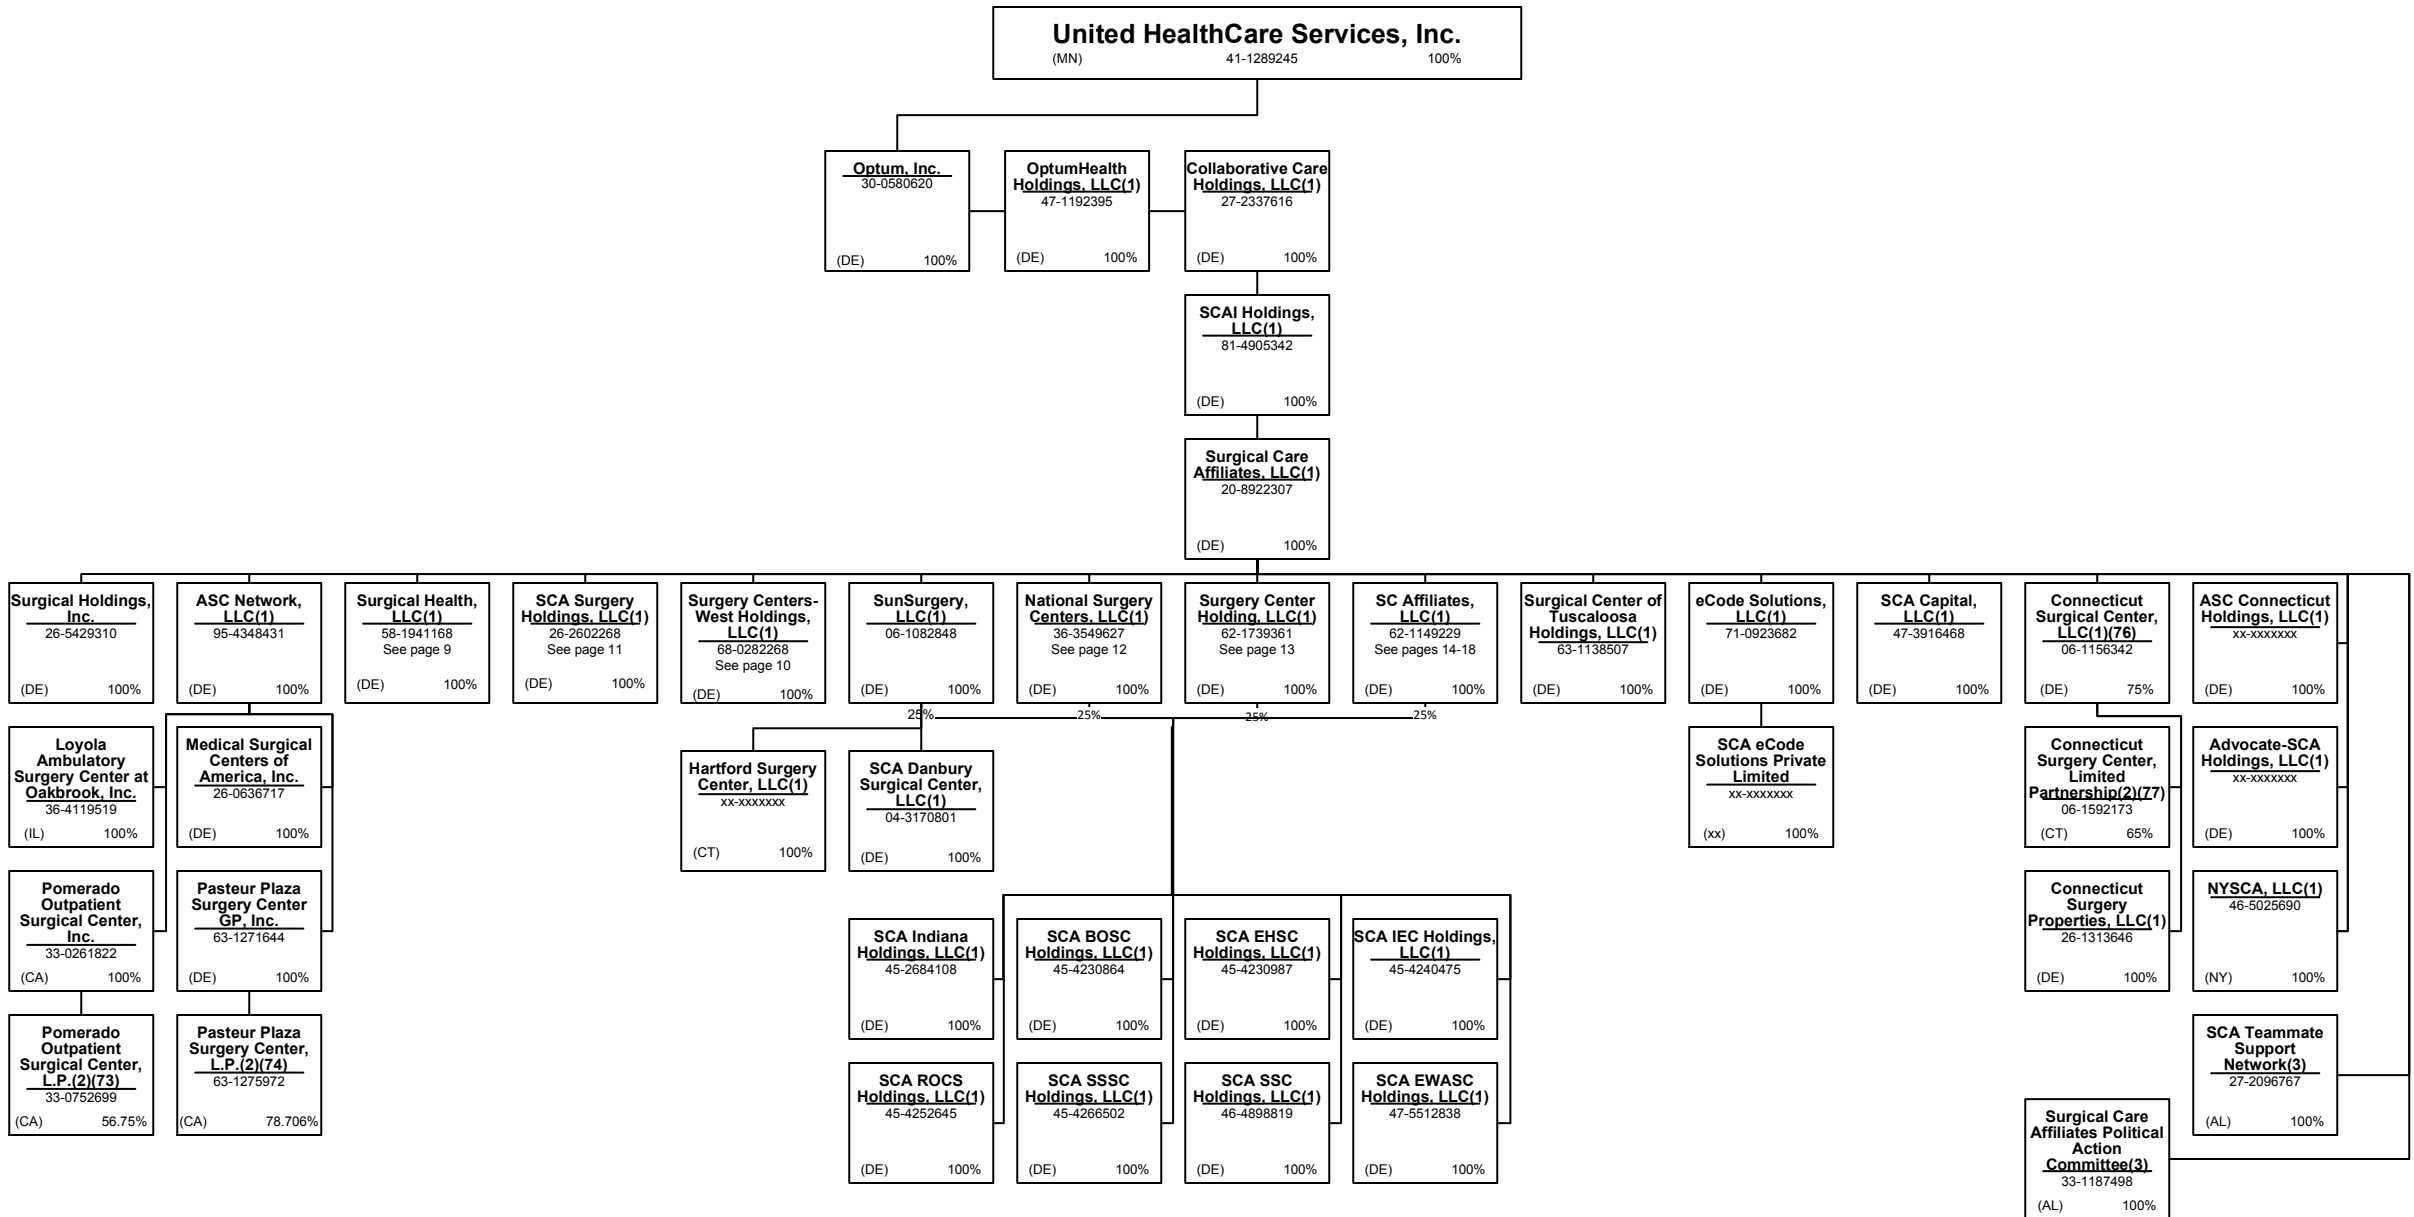 United HealthCare Services, Inc.
(MN) 41-1289245 100%
Optum, Inc.
30-0580620
(DE) 100%
OptumHealth
Holdings, LLC(1)
47-1192395
(DE) 100%
Collaborative Care
Holdings, LLC(1)
27-2337616
(DE) 100%
SCAI Holdings,
LLC(1)
81-4905342
(DE) 100%
Surgical Care
Affiliates, LLC(1)
20-8922307
(DE) 100%
Surgical Holdings,
Inc.
26-5429310
(DE) 100%
ASC Network,
LLC(1)
95-4348431
(DE) 100%
Surgical Health,
LLC(1)
58-1941168
See page 9
(DE) 100%
SCA Surgery
Holdings, LLC(1)
26-2602268
See page 11
(DE) 100%
Surgery Centers-
West Holdings,
LLC(1)
68-0282268
See page 10
(DE) 100%
SunSurgery,
LLC(1)
06-1082848
(DE) 100%
National Surgery
Centers, LLC(1)
36-3549627
See page 12
(DE) 100%
Surgery Center
Holding, LLC(1)
62-1739361
See page 13
(DE) 100%
SC Affiliates,
LLC(1)
62-1149229
See pages 14-18
(DE) 100%
Surgical Center of
Tuscaloosa
Holdings, LLC(1)
63-1138507
(DE) 100%
eCode Solutions,
LLC(1)
71-0923682
(DE) 100%
SCA Capital,
LLC(1)
47-3916468
(DE) 100%
Connecticut
Surgical Center,
LLC(1)(76)
06-1156342
(DE) 75%
ASC Connecticut
Holdings, LLC(1)
xx-xxxxxxx
(DE) 100%
25% 25% 25% 25%
Loyola
Ambulatory
Surgery Center at
Oakbrook, Inc.
36-4119519
(IL) 100%
Medical Surgical
Centers of
America, Inc.
26-0636717
(DE) 100%
Hartford Surgery
Center, LLC(1)
xx-xxxxxxx
(CT) 100%
SCA Danbury
Surgical Center,
LLC(1)
04-3170801
(DE) 100%
SCA eCode
Solutions Private
Limited
xx-xxxxxxx
(xx) 100%
Connecticut
Surgery Center,
Limited
Partnership(2)(77)
06-1592173
(CT) 65%
Advocate-SCA
Holdings, LLC(1)
xx-xxxxxxx
(DE) 100%
Pomerado
Outpatient
Surgical Center,
Inc.
33-0261822
(CA) 100%
Pasteur Plaza
Surgery Center
GP, Inc.
63-1271644
(DE) 100%
SCA Indiana
Holdings, LLC(1)
45-2684108
(DE) 100%
SCA BOSC
Holdings, LLC(1)
45-4230864
(DE) 100%
SCA EHSC
Holdings, LLC(1)
45-4230987
(DE) 100%
SCA IEC Holdings,
LLC(1)
45-4240475
(DE) 100%
Connecticut
Surgery
Properties, LLC(1)
26-1313646
(DE) 100%
NYSCA, LLC(1)
46-5025690
(NY) 100%
Pomerado
Outpatient
Surgical Center,
L.P.(2)(73)
33-0752699
(CA) 56.75%
Pasteur Plaza
Surgery Center,
L.P.(2)(74)
63-1275972
(CA) 78.706%
SCA ROCS
Holdings, LLC(1)
45-4252645
(DE) 100%
SCA SSSC
Holdings, LLC(1)
45-4266502
(DE) 100%
SCA SSC
Holdings, LLC(1)
46-4898819
(DE) 100%
SCA EWASC
Holdings, LLC(1)
47-5512838
(DE) 100%
SCA Teammate
Support
Network(3)
27-2096767
(AL) 100%
Surgical Care
Affiliates Political
Action
Committee(3)
33-1187498
(AL) 100%